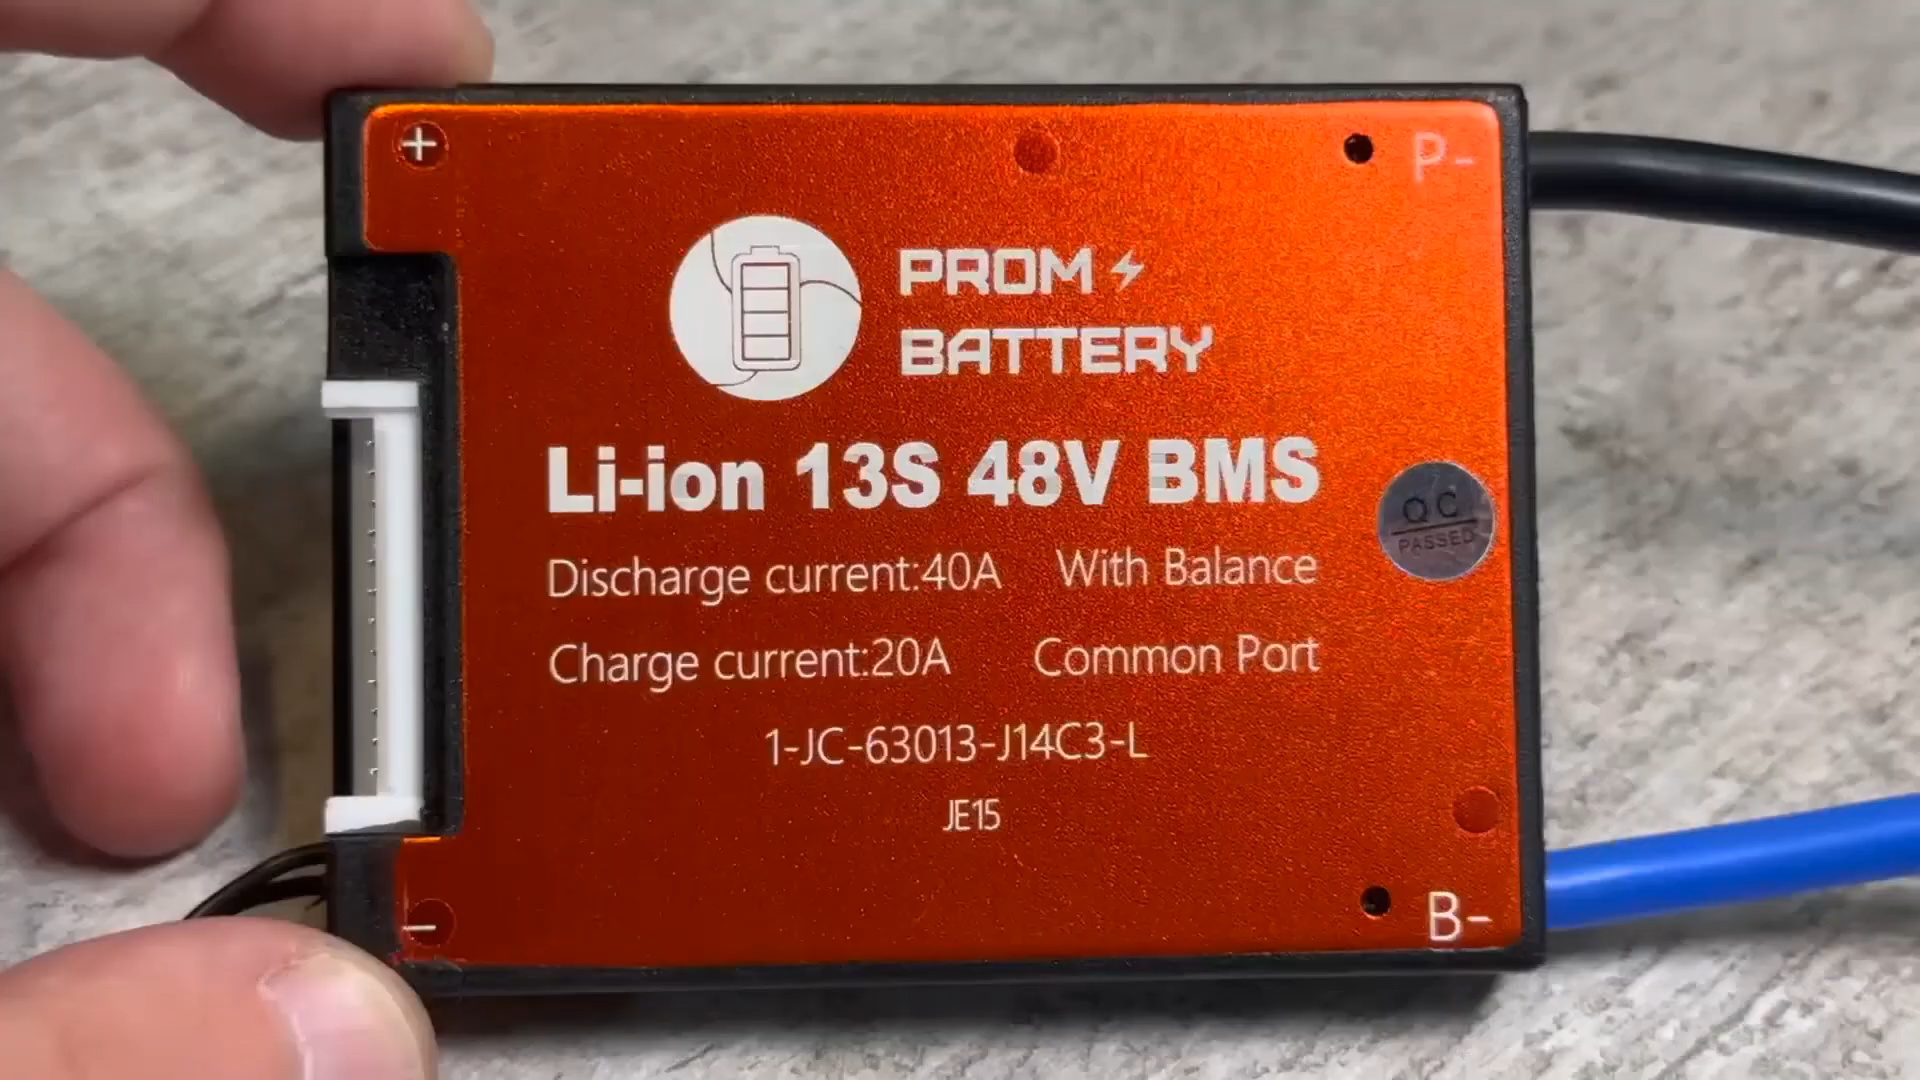 +
P-
PROM
BATTERY
Li-ion 13S 48V BMS
QC
PASSED
Discharge current:40A With Balance
Charge current:20A Common Port
1-JC-63013-J14C3-L
JE15
B-
-